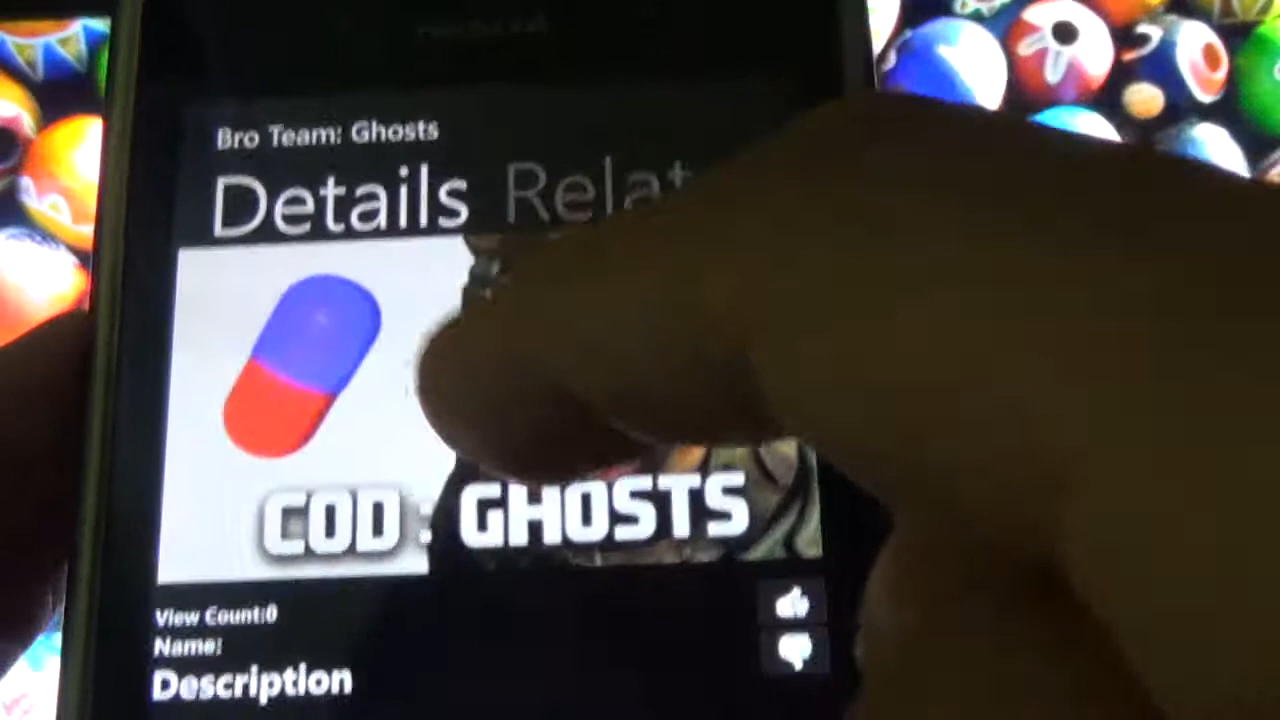 Bro Team: Ghosts
Details Relat
COD : GHOSTS
View Count:0
Name:
Description